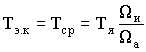 Тэ.к = Тср = Тя Ωи/Ωа